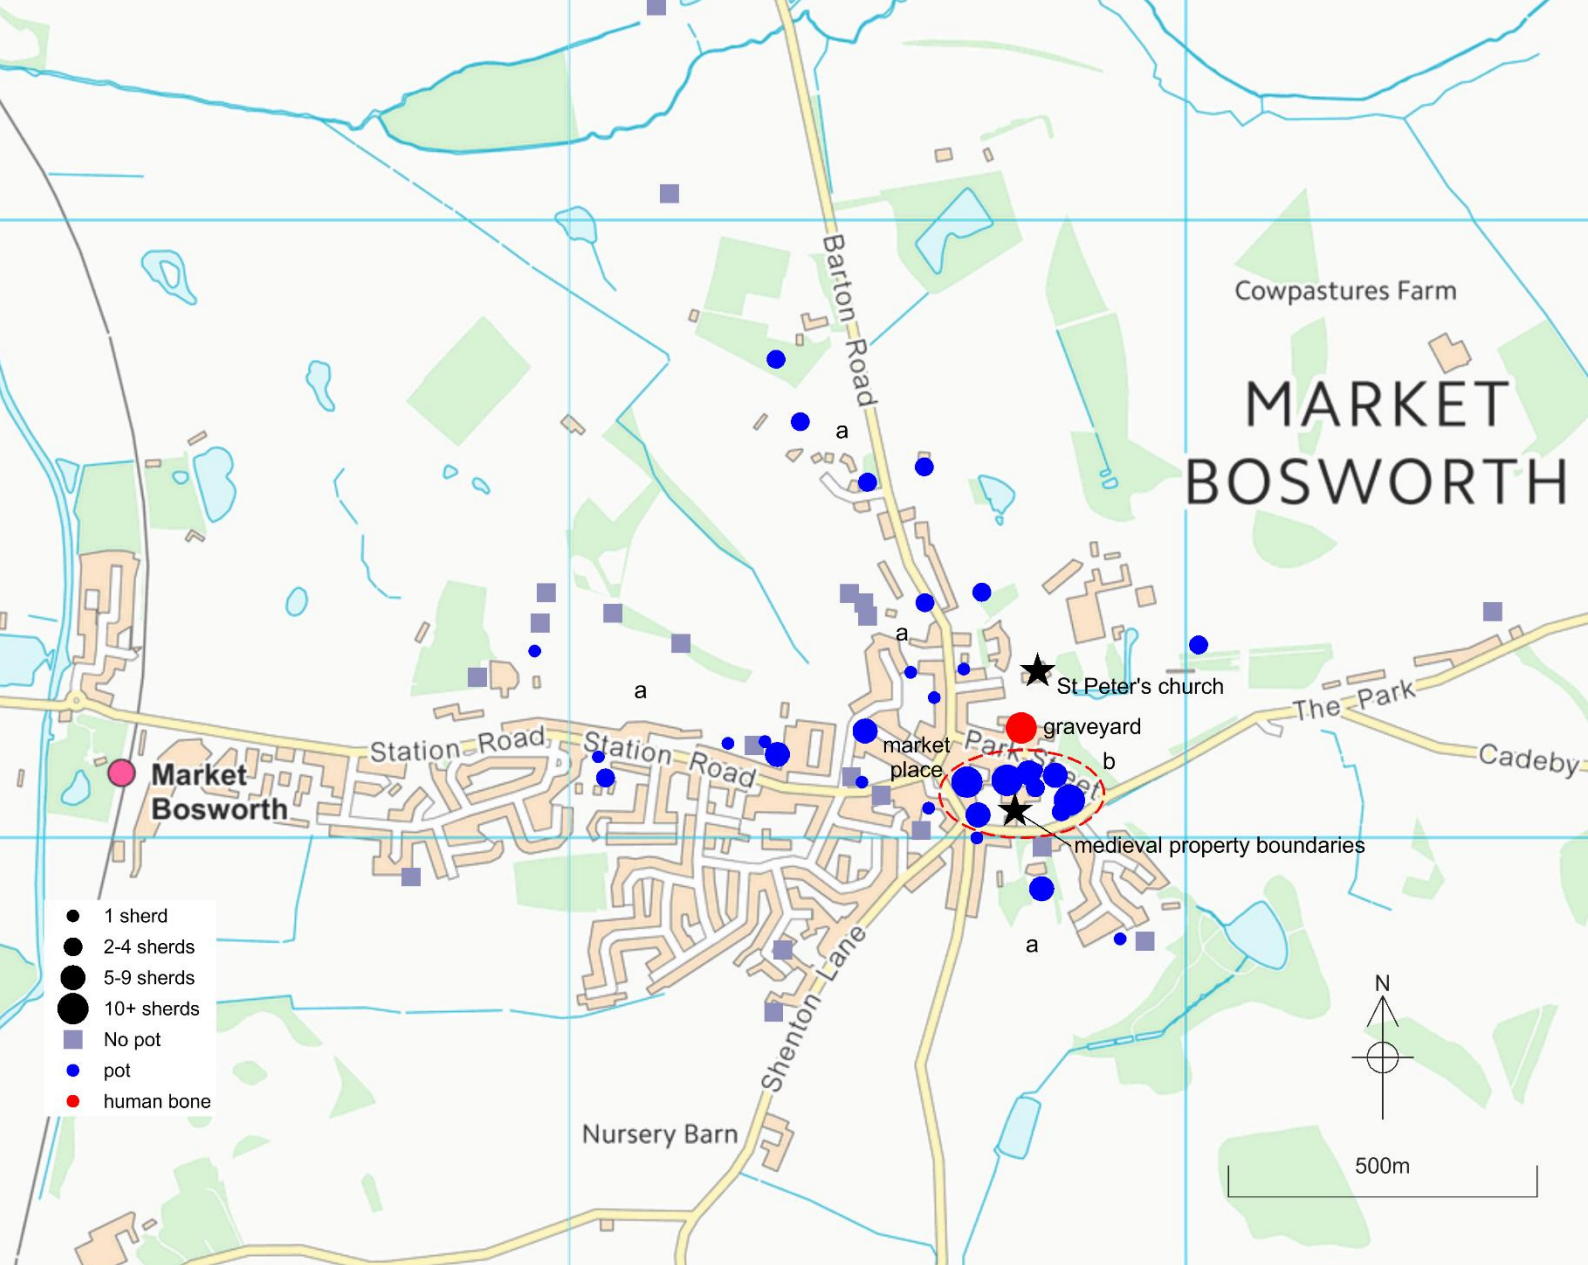 Barton Road
Cowpastures Farm
MARKET
BOSWORTH
a
a
a
St Peter's church
graveyard
The Park
Station Road
Station Road
market
place
Park Street
b
Cadeby
Market
Bosworth
medieval property boundaries
a
Shenton Lane
Nursery Barn
1 sherd
2-4 sherds
5-9 sherds
10+ sherds
No pot
pot
human bone
N
500m